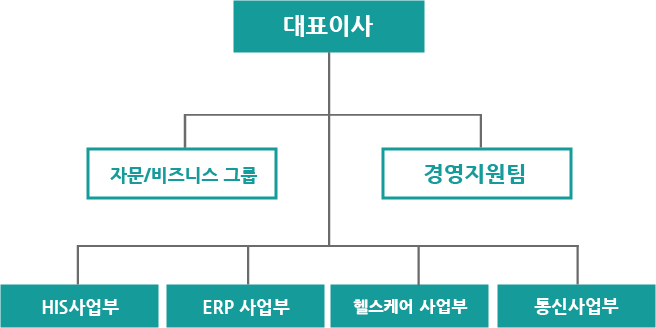 대표이사
자문/비즈니스 그룹
경영지원팀
HIS사업부
ERP 사업부
헬스케어 사업부
통신사업부